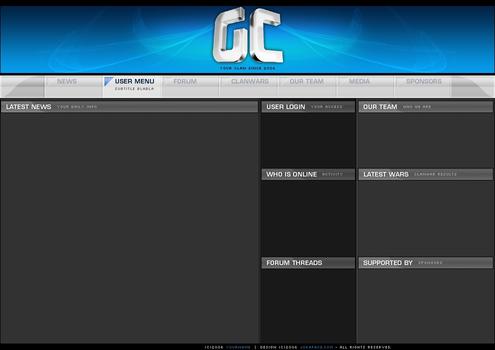 GC
YOUR CLAN SINCE 2006
NEWS
USER MENU
SUBTITLE BLABLA
FORUM
CLANWARS
OUR TEAM
MEDIA
SPONSORS
LATEST NEWS YOUR DAILY INFO
USER LOGIN YOUR ACCESS
OUR TEAM WHO WE ARE
WHO IS ONLINE ACTIVITY
LATEST WARS CLANWAR RESULTS
FORUM THREADS
SUPPORTED BY SPONSORS
(C)2006 YOURNAME | DESIGN (C)2006 - ALL RIGHTS RESERVED.